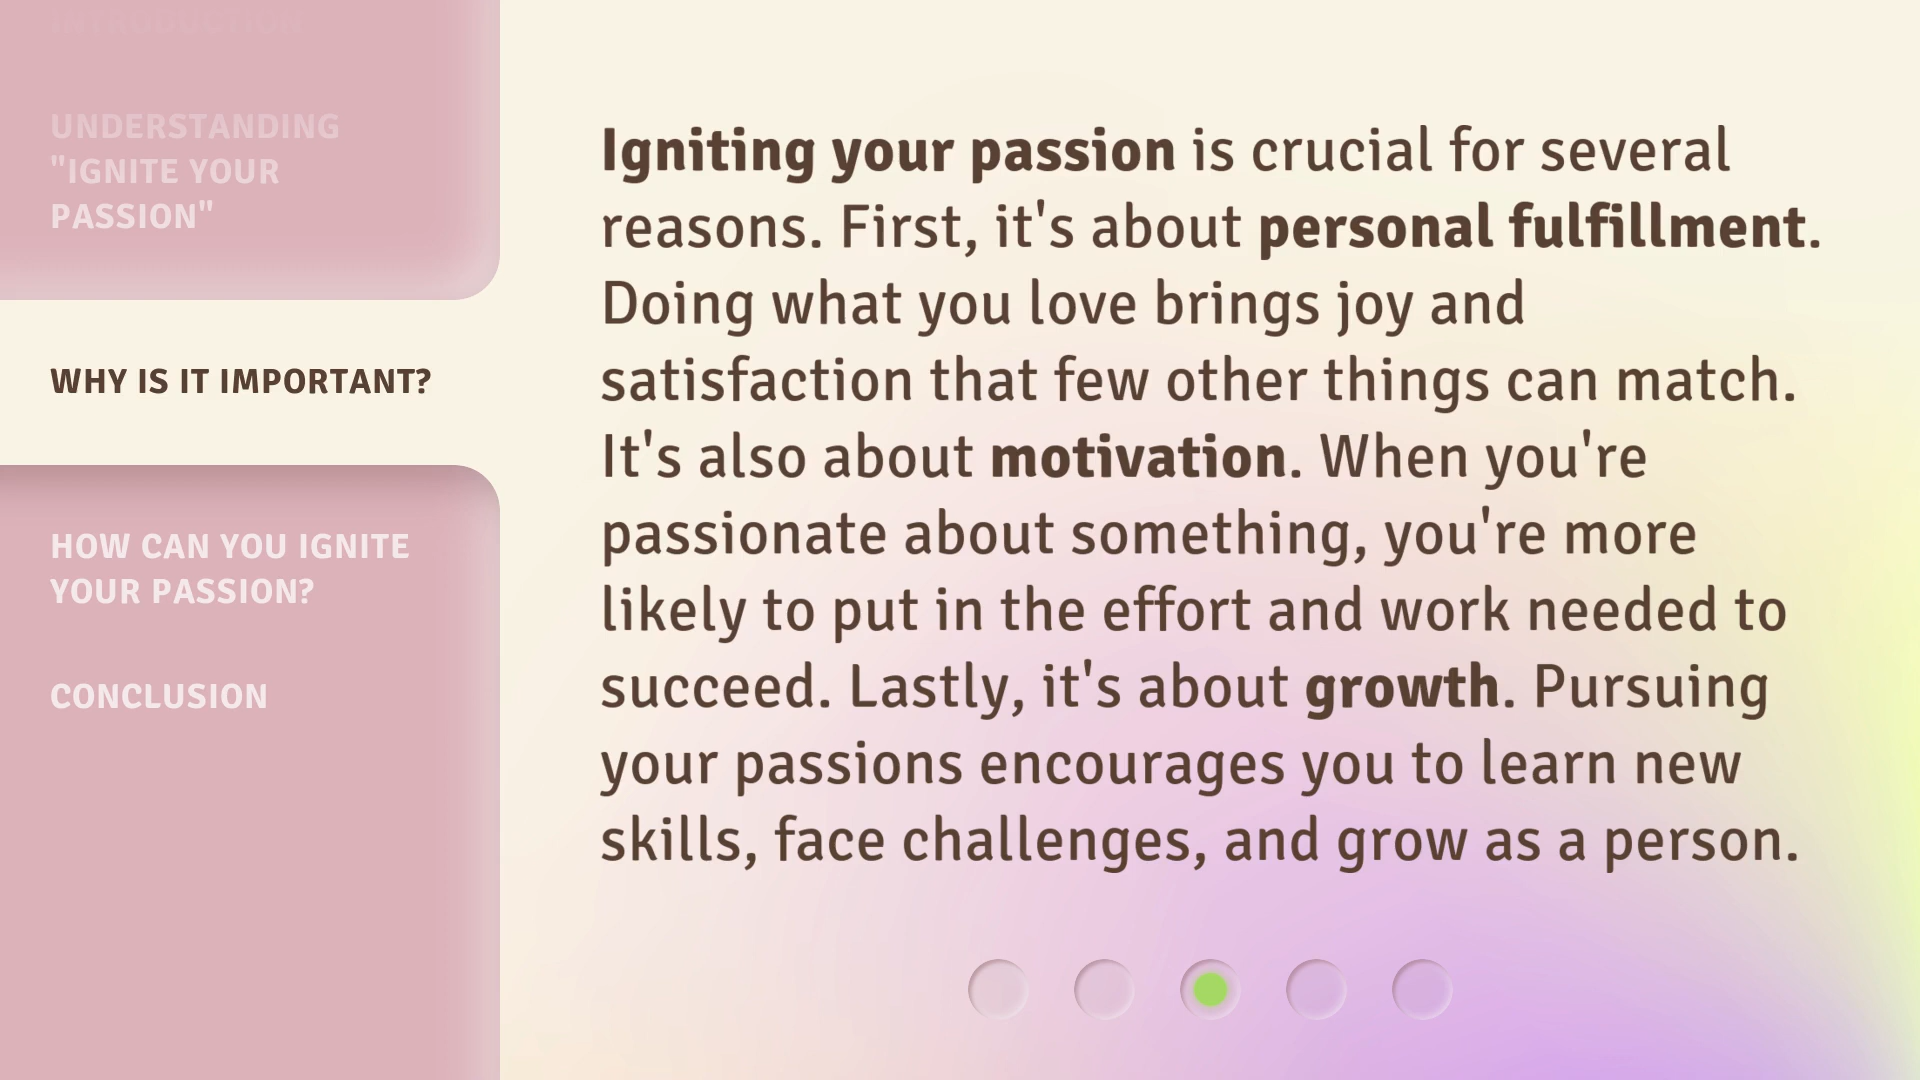 INTRODUCTION
UNDERSTANDING
"IGNITE YOUR
PASSION"
WHY IS IT IMPORTANT?
HOW CAN YOU IGNITE
YOUR PASSION?
CONCLUSION
Igniting your passion is crucial for several
reasons. First, it's about personal fulfillment.
Doing what you love brings joy and
satisfaction that few other things can match.
It's also about motivation. When you're
passionate about something, you're more
likely to put in the effort and work needed to
succeed. Lastly, it's about growth. Pursuing
your passions encourages you to learn new
skills, face challenges, and grow as a person.